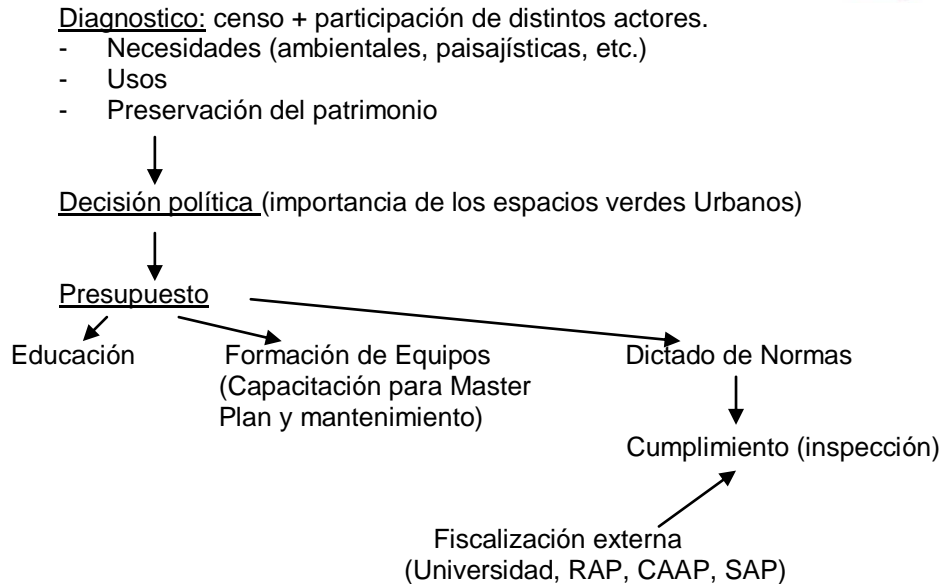 Diagnostico: censo + participación de distintos actores.
- Necesidades (ambientales, paisajísticas, etc.)
- Usos
- Preservación del patrimonio
Decisión política (importancia de los espacios verdes Urbanos)
Presupuesto
Educación
Formación de Equipos
(Capacitación para Master
Plan y mantenimiento)
Dictado de Normas
Cumplimiento (inspección)
Fiscalización externa
(Universidad, RAP, CAAP, SAP)